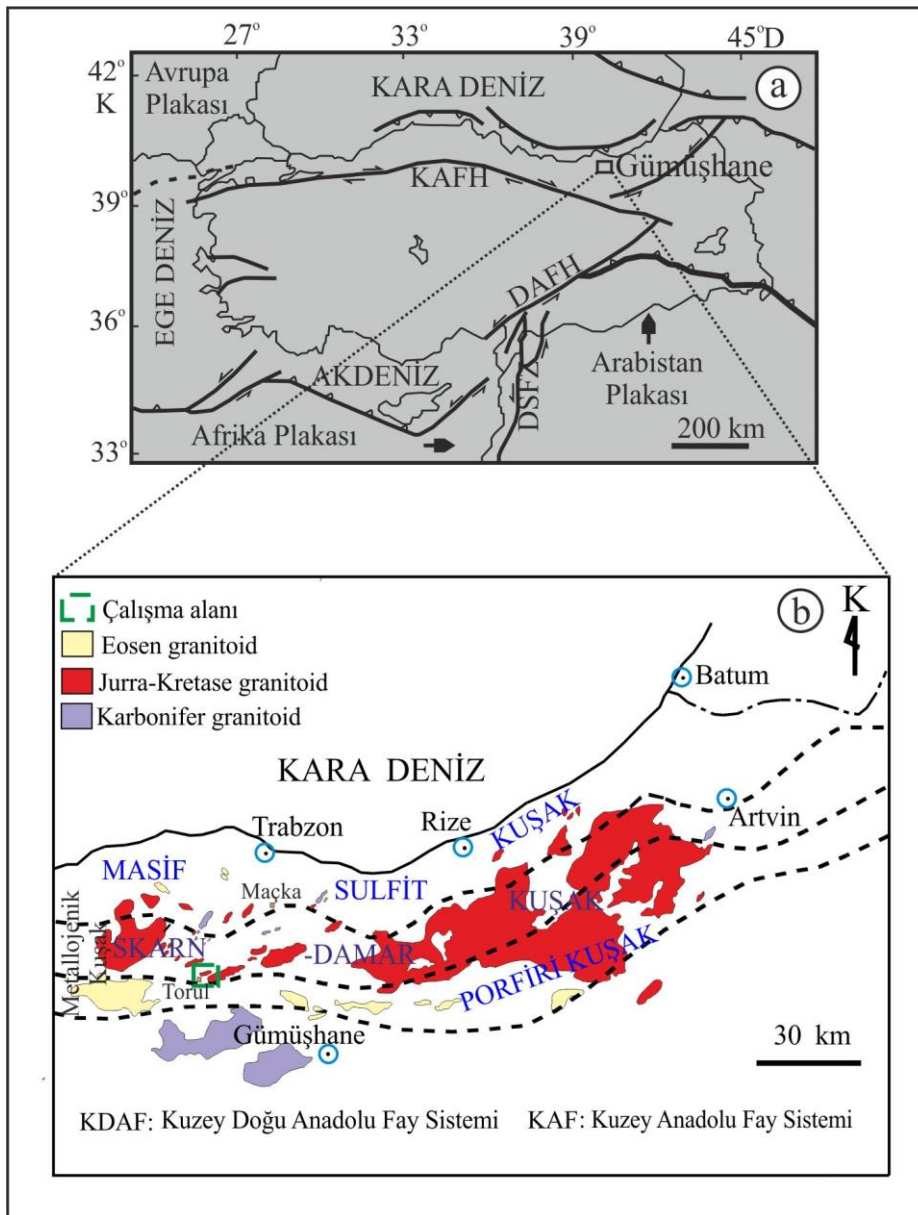 27° 33° 39° 45°D
42°
K
39°
36°
33°
Avrupa
Plakası
KARA DENİZ
a
Gümüşhane
KAFH
EGE DENİZ
DAFH
AKDENİZ
DSFZ
Arabistan
Plakası
Afrika Plakası
200 km
b
K
Çalışma alanı
Eosen granitoid
Jurra-Kretase granitoid
Karbonifer granitoid
Batum
KARA DENİZ
Artvin
Trabzon
Rize
KUŞAK
MASİF
Maçka
SULFİT
Metallojenik
Kuşak
SKARN
-DAMAR
KUŞAK
Torul
PORFİRİ KUŞAK
Gümüşhane
30 km
KDAF: Kuzey Doğu Anadolu Fay Sistemi KAF: Kuzey Anadolu Fay Sistemi